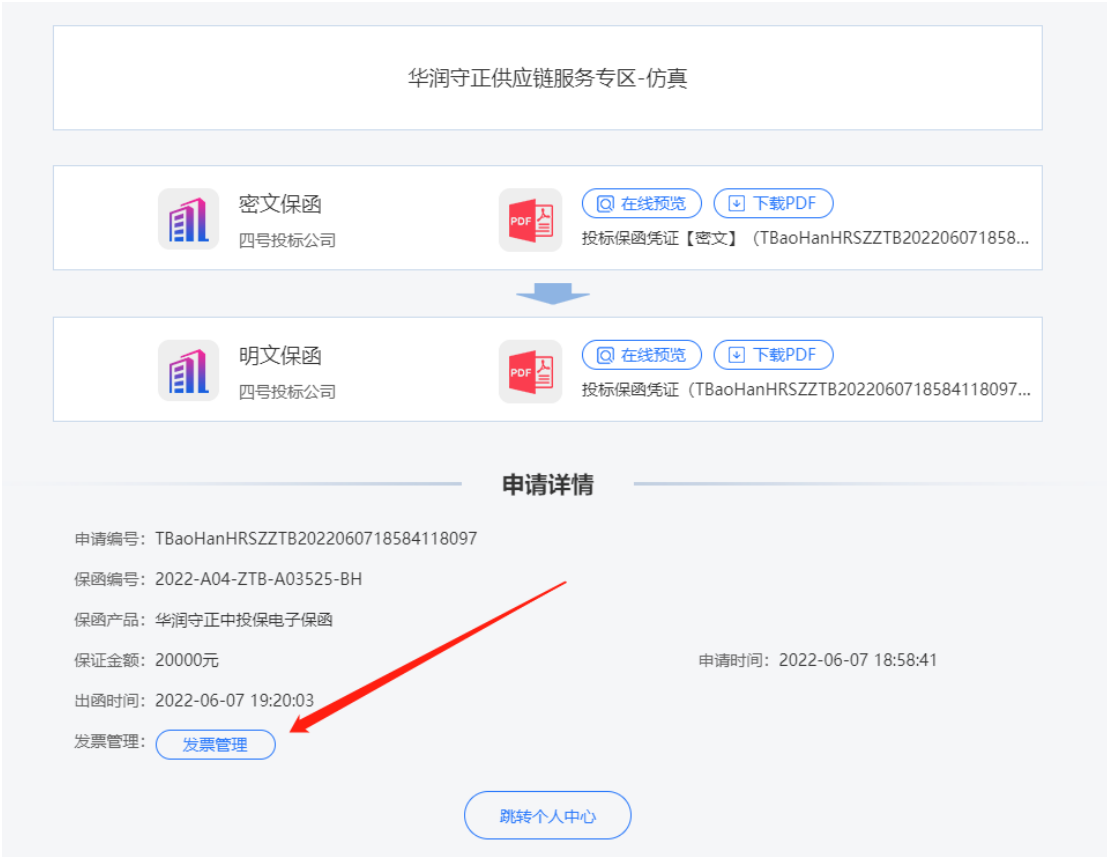 华润守正供应链服务专区-仿真
密文保函
四号投标公司
PDF
在线预览 下载PDF
投标保函凭证【密文】（TBaoHanHRSZZTB202206071858...
明文保函
四号投标公司
PDF
在线预览 下载PDF
投标保函凭证（TBaoHanHRSZZTB2022060718584118097...
申请详情
申请编号：TBaoHanHRSZZTB2022060718584118097
保函编号：2022-A04-ZTB-A03525-BH
保函产品：华润守正中投保电子保函
保证金额：20000元 申请时间：2022-06-07 18:58:41
出函时间：2022-06-07 19:20:03
发票管理：发票管理
跳转个人中心